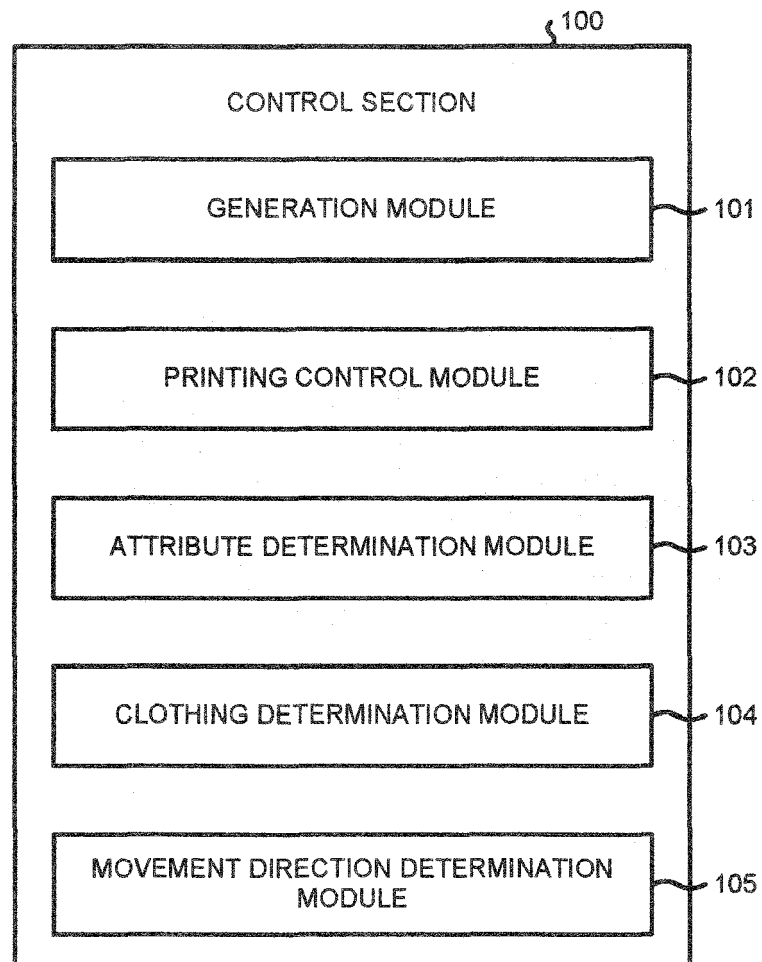 100
CONTROL SECTION
GENERATION MODULE
101
PRINTING CONTROL MODULE
102
ATTRIBUTE DETERMINATION MODULE
103
CLOTHING DETERMINATION MODULE
104
MOVEMENT DIRECTION DETERMINATION
MODULE
105